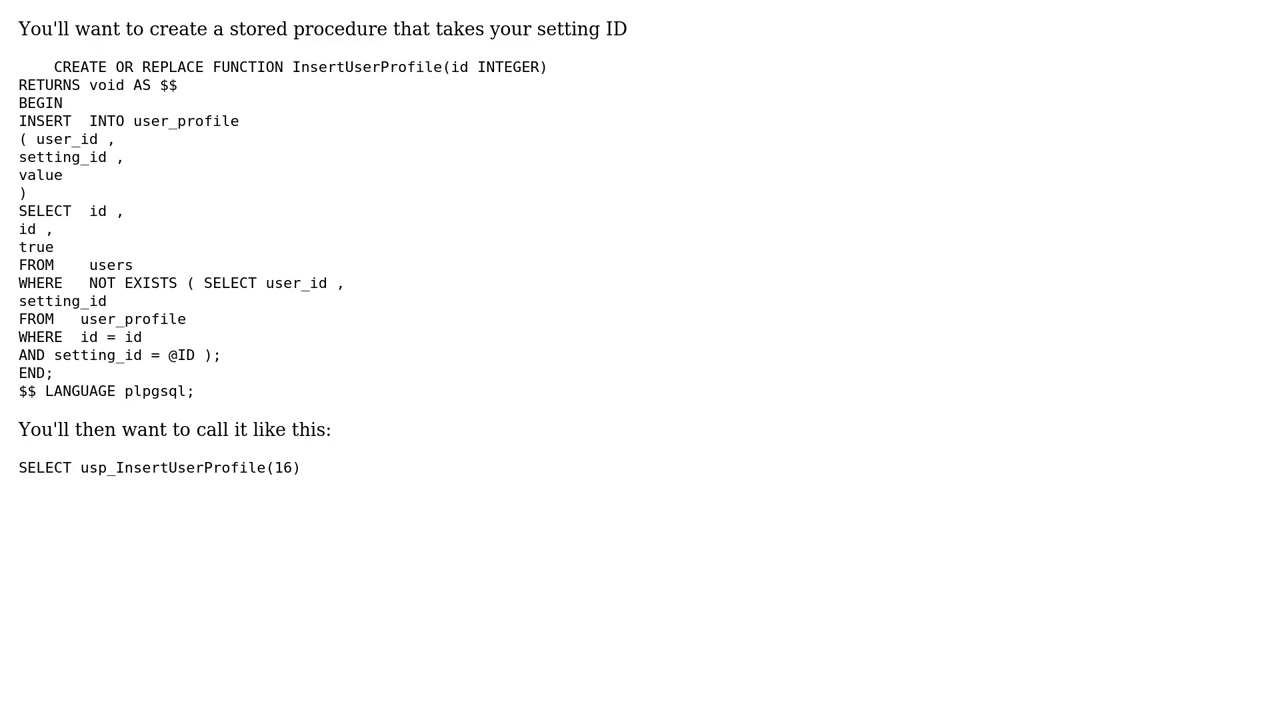 You'll want to create a stored procedure that takes your setting ID
CREATE OR REPLACE FUNCTION InsertUserProfile(id INTEGER)
RETURNS void AS $$
BEGIN
INSERT  INTO user_profile
( user_id ,
setting_id ,
value
)
SELECT  id ,
id ,
true
FROM    users
WHERE   NOT EXISTS ( SELECT user_id ,
setting_id
FROM   user_profile
WHERE  id = id
AND setting_id = @ID );
END;
$$ LANGUAGE plpgsql;
You'll then want to call it like this:
SELECT usp_InsertUserProfile(16)